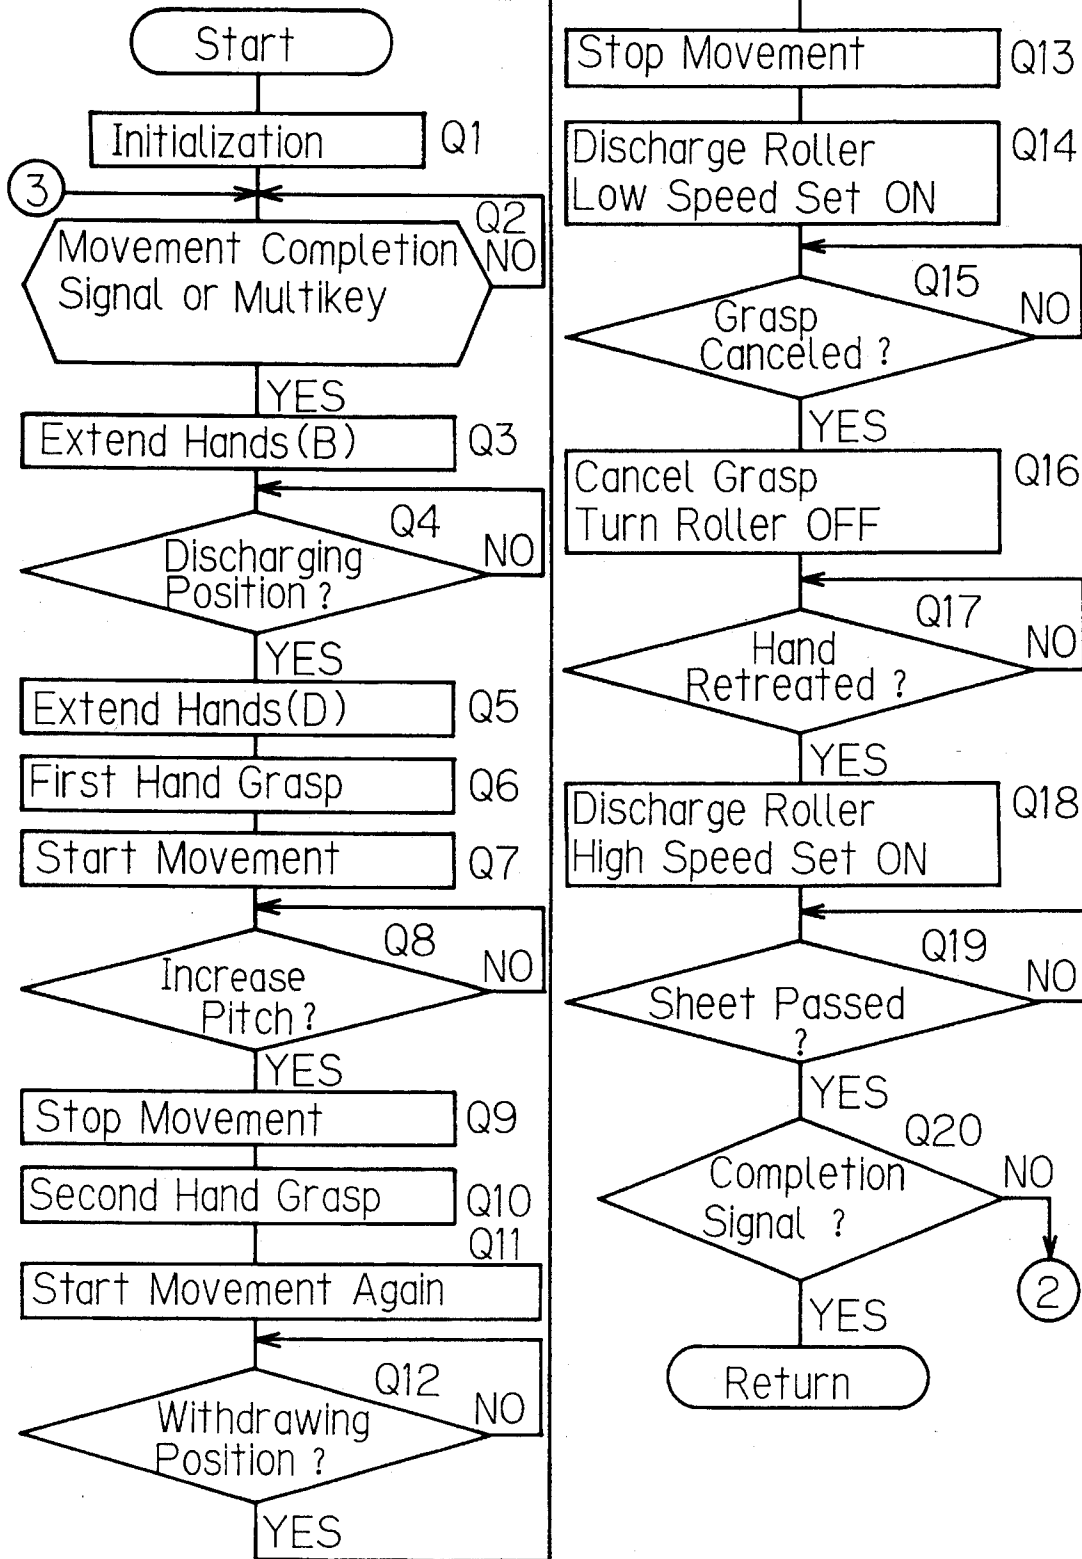 Start
Initialization
Q1
3
Q2
Movement Completion
NO
Signal or Multikey
YES
Extend Hands(B)
Q3
Q4
Discharging
NO
Position ?
YES
Extend Hands(D)
Q5
First Hand Grasp
Q6
Start Movement
Q7
Q8
Increase
NO
Pitch ?
YES
Stop Movement
Q9
Second Hand Grasp
Q10
Q11
Start Movement Again
Q12
Withdrawing
NO
Position ?
YES
Stop Movement
Q13
Discharge Roller
Q14
Low Speed Set ON
Q15
Grasp
NO
Canceled ?
YES
Cancel Grasp
Q16
Turn Roller OFF
Q17
Hand
NO
Retreated ?
YES
Discharge Roller
Q18
High Speed Set ON
Q19
Sheet Passed
NO
?
YES
Q20
Completion
NO
Signal ?
2
YES
Return